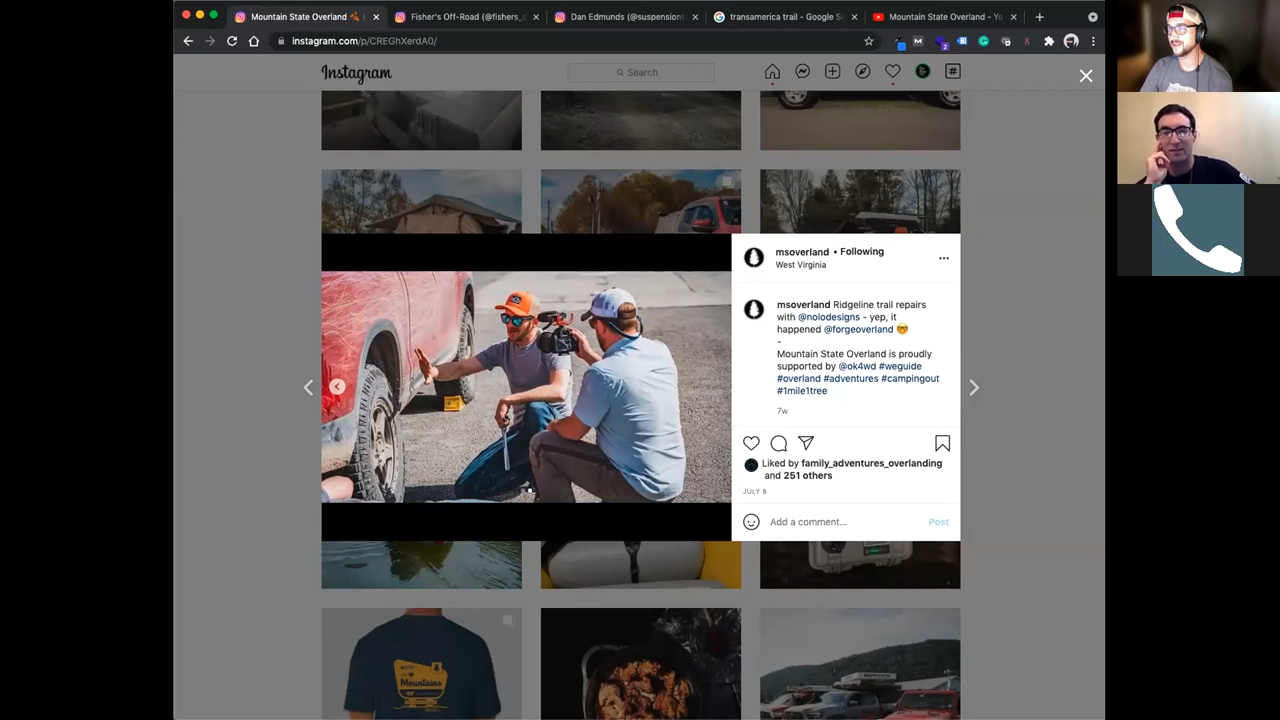 Mountain State Overland
Fisher's Off-Road (@fishers_o
Dan Edmunds (@suspension
transamerica trail - Google Se
Mountain State Overland - Yo
instagram.com/p/CREGhXerdA0/
Instagram
Search
msoverland • Following
West Virginia
msoverland Ridgeline trail repairs
with @nolodesigns - yep, it
happened @forgeoverland 🤓
-
Mountain State Overland is proudly
supported by @ok4wd #weguide
#overland #adventures #campingout
#1mile1tree
7w
Liked by family_adventures_overlanding
and 251 others
JULY 8
Add a comment...
Post
Mountains